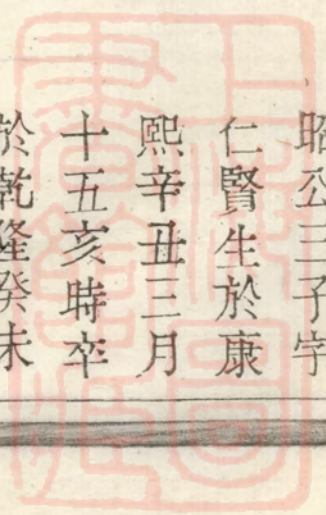 昭公三子字
仁賢生於康
熙辛丑三月
十五亥時卒
於乾隆癸未